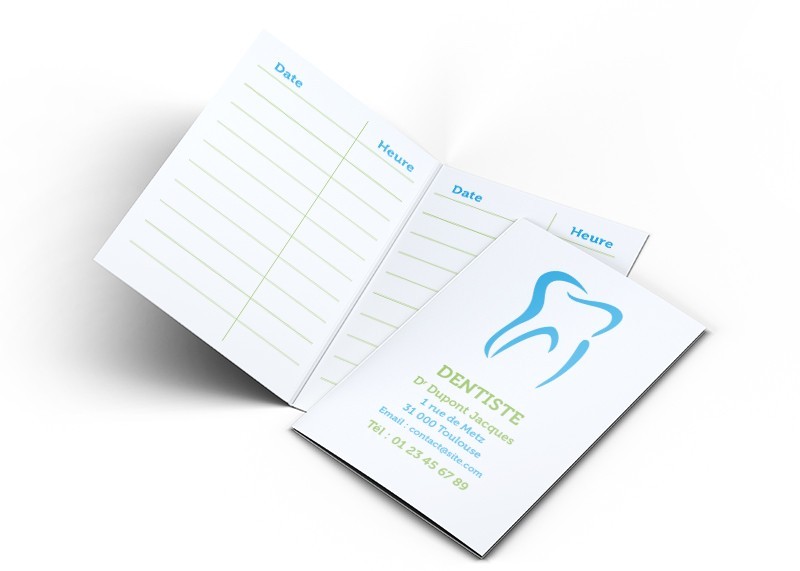 Date
Heure
Date
Heure
DENTISTE
Dr Dupont Jacques
1 rue de Metz
31 000 Toulouse
Email : contact@site.com
Tél : 01 23 45 67 89